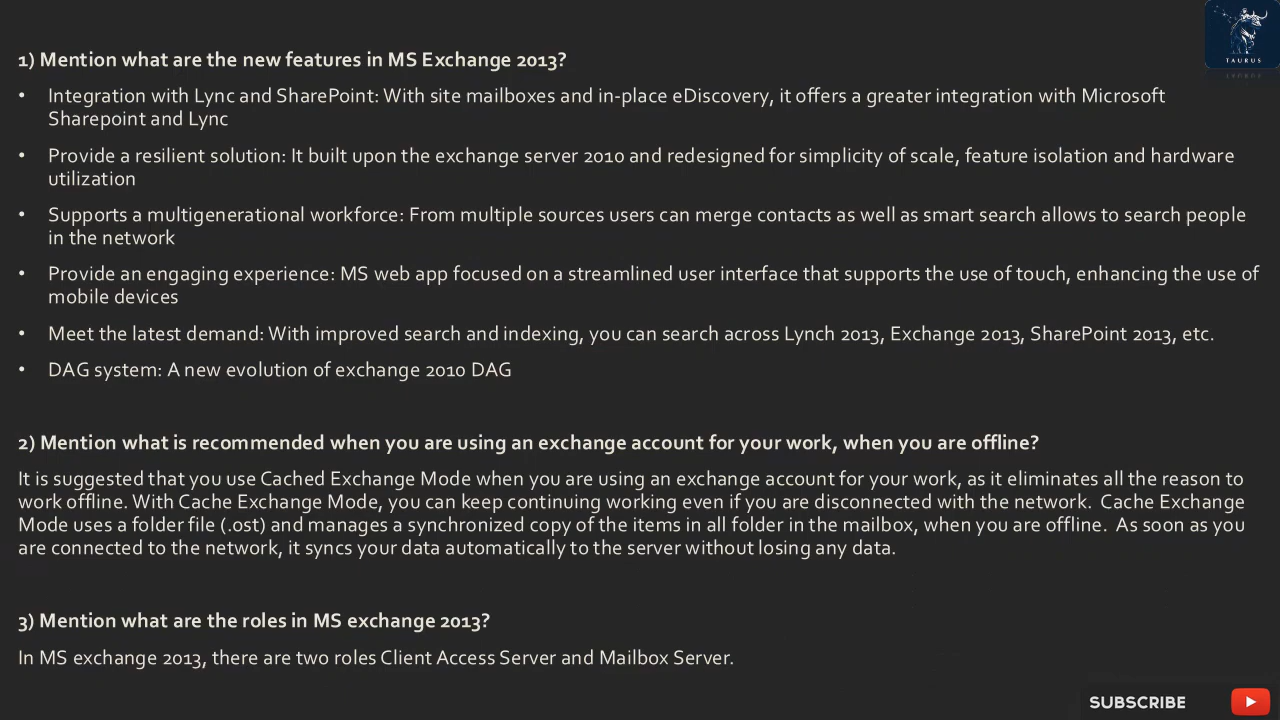 TAURUS
1) Mention what are the new features in MS Exchange 2013?
• Integration with Lync and SharePoint: With site mailboxes and in-place eDiscovery, it offers a greater integration with Microsoft
Sharepoint and Lync
• Provide a resilient solution: It built upon the exchange server 2010 and redesigned for simplicity of scale, feature isolation and hardware
utilization
• Supports a multigenerational workforce: From multiple sources users can merge contacts as well as smart search allows to search people
in the network
• Provide an engaging experience: MS web app focused on a streamlined user interface that supports the use of touch, enhancing the use of
mobile devices
• Meet the latest demand: With improved search and indexing, you can search across Lynch 2013, Exchange 2013, SharePoint 2013, etc.
• DAG system: A new evolution of exchange 2010 DAG
2) Mention what is recommended when you are using an exchange account for your work, when you are offline?
It is suggested that you use Cached Exchange Mode when you are using an exchange account for your work, as it eliminates all the reason to
work offline. With Cache Exchange Mode, you can keep continuing working even if you are disconnected with the network.  Cache Exchange
Mode uses a folder file (.ost) and manages a synchronized copy of the items in all folder in the mailbox, when you are offline.  As soon as you
are connected to the network, it syncs your data automatically to the server without losing any data.
3) Mention what are the roles in MS exchange 2013?
In MS exchange 2013, there are two roles Client Access Server and Mailbox Server.
SUBSCRIBE